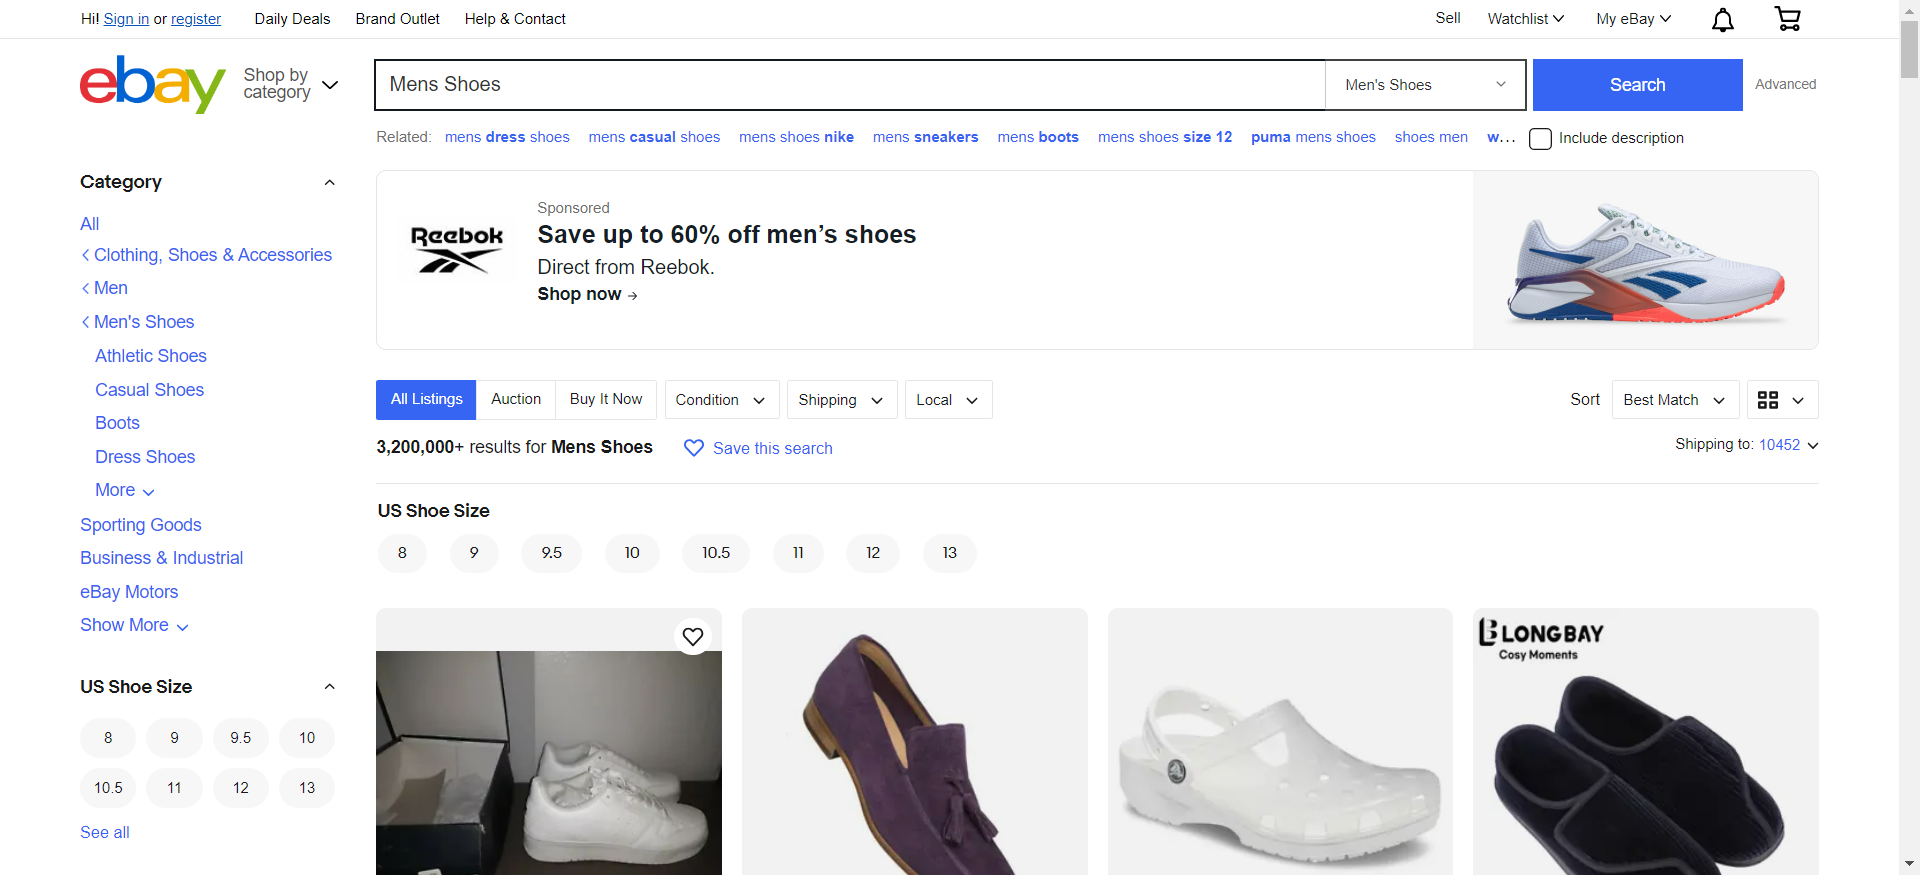 Hi! Sign in or register
Daily Deals
Brand Outlet
Help & Contact
Sell
Watchlist
My eBay
ebay
Shop by
category
Mens Shoes
Men's Shoes
Search
Advanced
Related:
mens dress shoes
mens casual shoes
mens shoes nike
mens sneakers
mens boots
mens shoes size 12
puma mens shoes
shoes men
w...
Include description
Category
All
Clothing, Shoes & Accessories
Men
Men's Shoes
Athletic Shoes
Casual Shoes
Boots
Dress Shoes
More
Sporting Goods
Business & Industrial
eBay Motors
Show More
US Shoe Size
8
9
9.5
10
10.5
11
12
13
See all
Reebok
Sponsored
Save up to 60% off men’s shoes
Direct from Reebok.
Shop now →
All Listings
Auction
Buy It Now
Condition
Shipping
Local
Sort
Best Match
3,200,000+ results for Mens Shoes
Save this search
Shipping to: 10452
US Shoe Size
8
9
9.5
10
10.5
11
12
13
LONGBAY
Cosy Moments